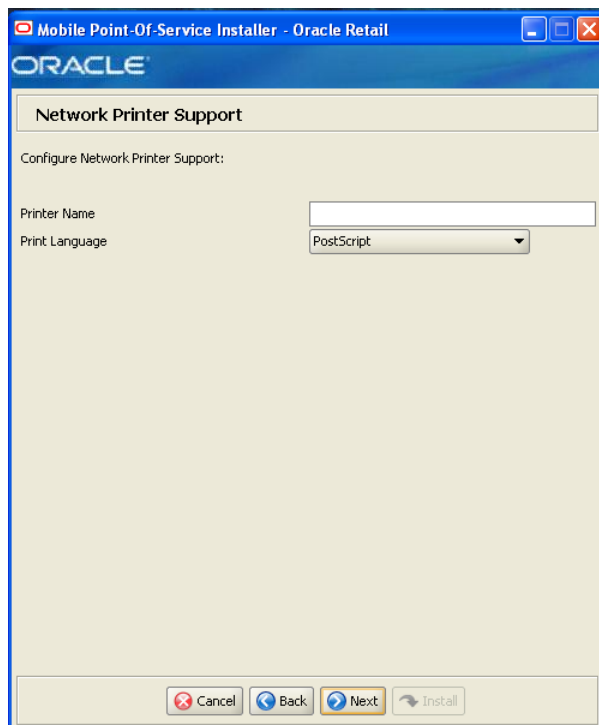 Mobile Point-Of-Service Installer - Oracle Retail
ORACLE
Network Printer Support
Configure Network Printer Support:
Printer Name
Print Language PostScript
Cancel Back Next Install